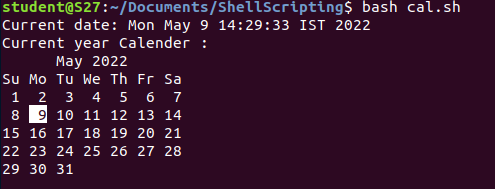 student@S27:~/Documents/ShellScripting$ bash cal.sh
Current date: Mon May 9 14:29:33 IST 2022
Current year Calender :
      May 2022
Su Mo Tu We Th Fr Sa
 1  2  3  4  5  6  7
 8  9 10 11 12 13 14
15 16 17 18 19 20 21
22 23 24 25 26 27 28
29 30 31